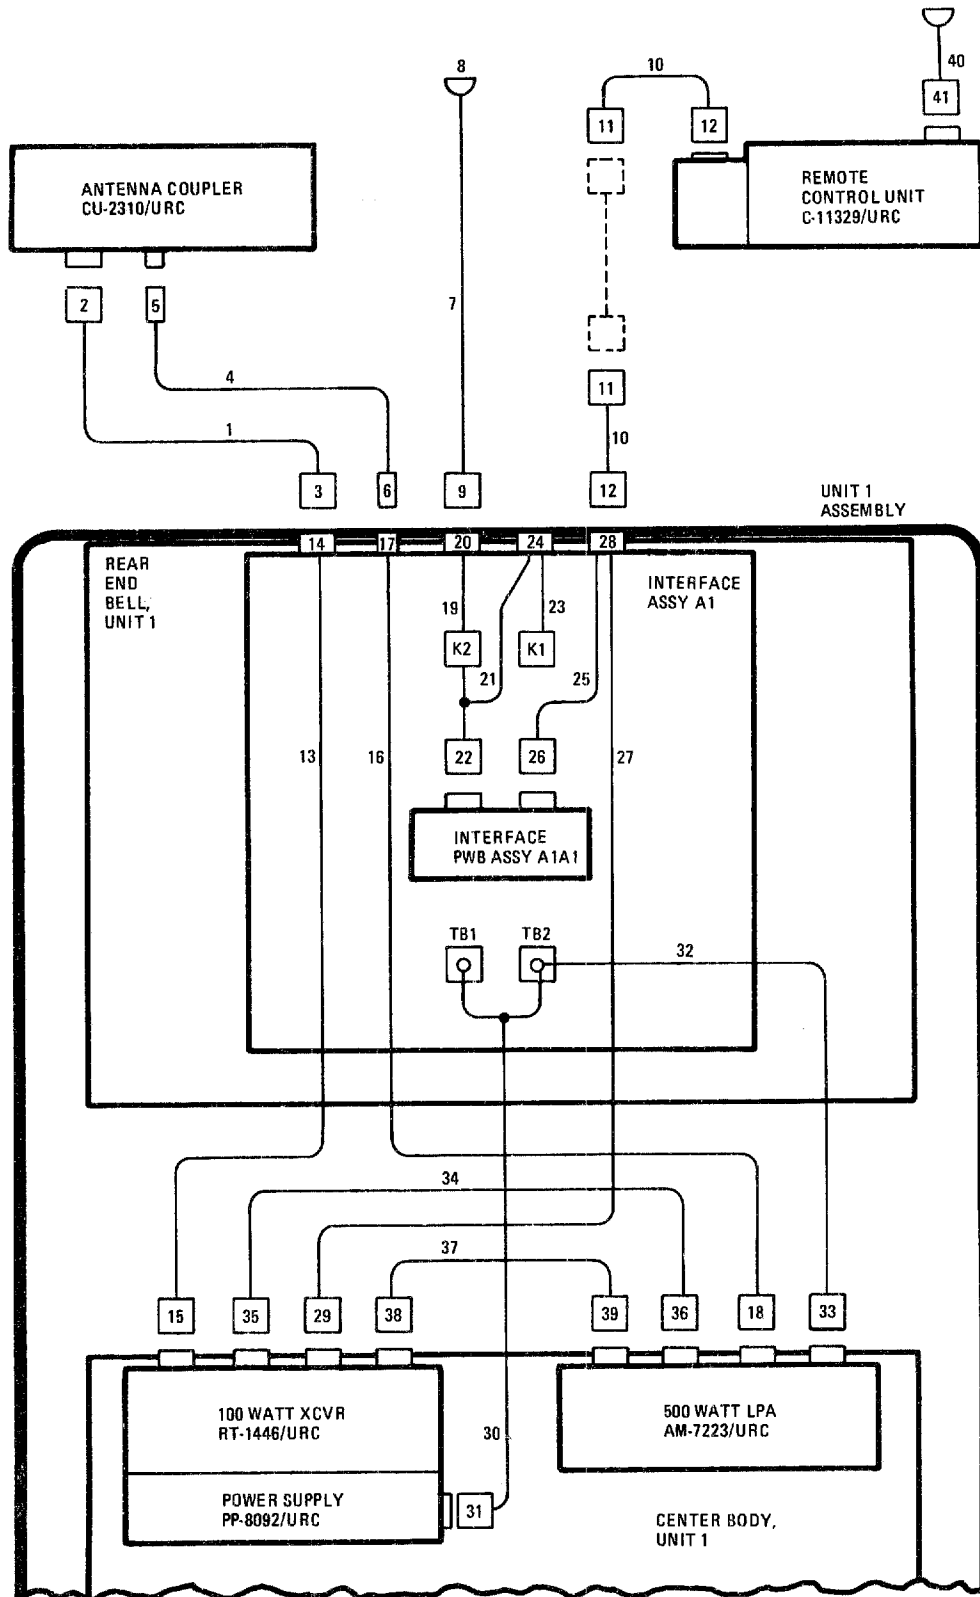 40
8
10
41
11
12
ANTENNA COUPLER
CU-2310/URC
REMOTE
CONTROL UNIT
C-11329/URC
2
5
7
4
11
1
10
3
6
9
12
UNIT 1
ASSEMBLY
14
17
20
24
28
REAR
END
BELL,
UNIT 1
INTERFACE
ASSY A1
19
23
K2
K1
21
25
13
16
22
26
27
INTERFACE
PWB ASSY A1A1
TB1
TB2
32
34
37
15
35
29
38
39
36
18
33
100 WATT XCVR
RT-1446/URC
500 WATT LPA
AM-7223/URC
30
POWER SUPPLY
PP-8092/URC
31
CENTER BODY,
UNIT 1